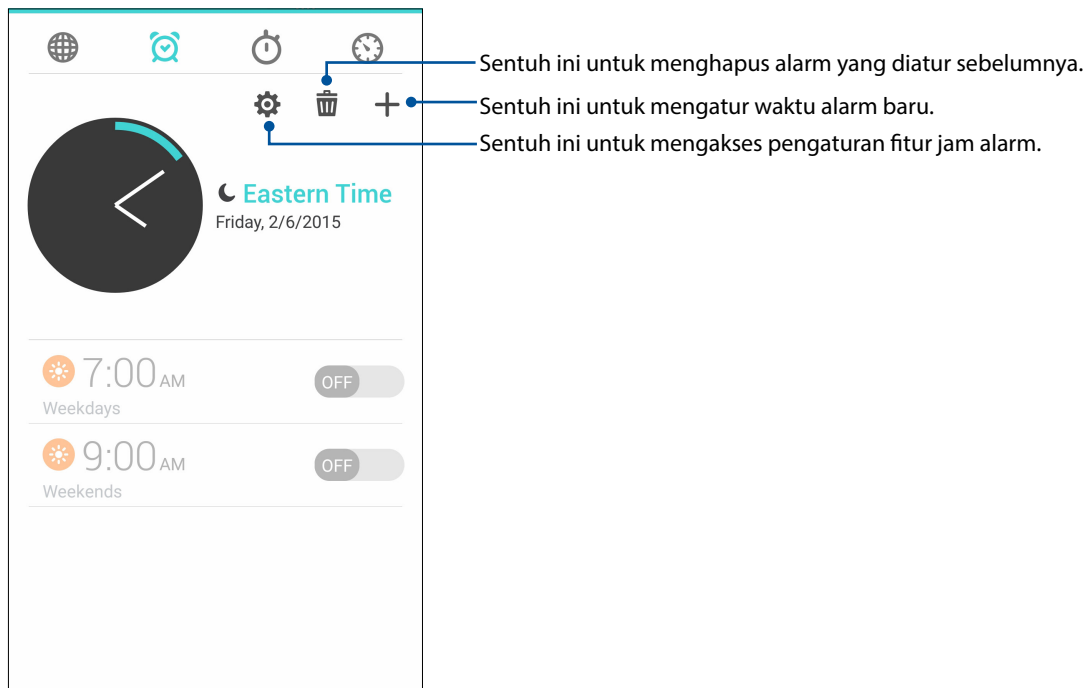 Sentuh ini untuk menghapus alarm yang diatur sebelumnya.
Sentuh ini untuk mengatur waktu alarm baru.
Sentuh ini untuk mengakses pengaturan fitur jam alarm.
Eastern Time
Friday, 2/6/2015
7:00 AM
OFF
Weekdays
9:00 AM
OFF
Weekends